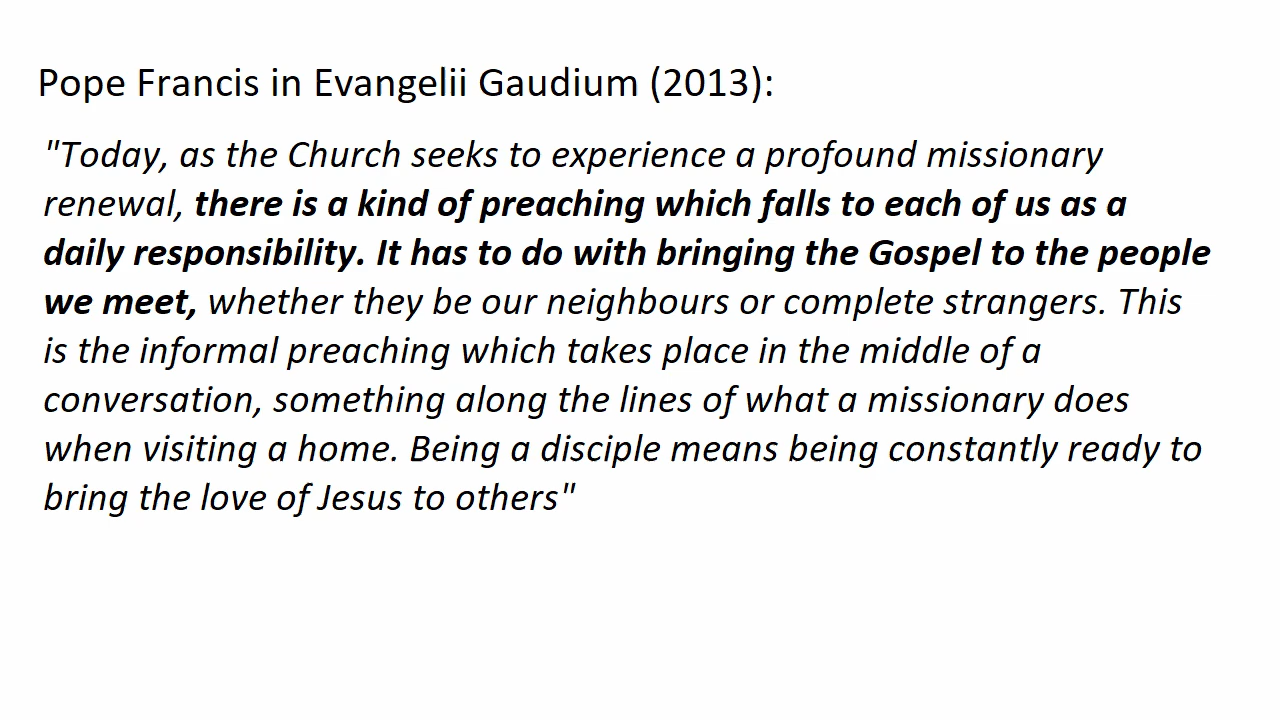 Pope Francis in Evangelii Gaudium (2013):
"Today, as the Church seeks to experience a profound missionary
renewal, there is a kind of preaching which falls to each of us as a
daily responsibility. It has to do with bringing the Gospel to the people
we meet, whether they be our neighbours or complete strangers. This
is the informal preaching which takes place in the middle of a
conversation, something along the lines of what a missionary does
when visiting a home. Being a disciple means being constantly ready to
bring the love of Jesus to others"